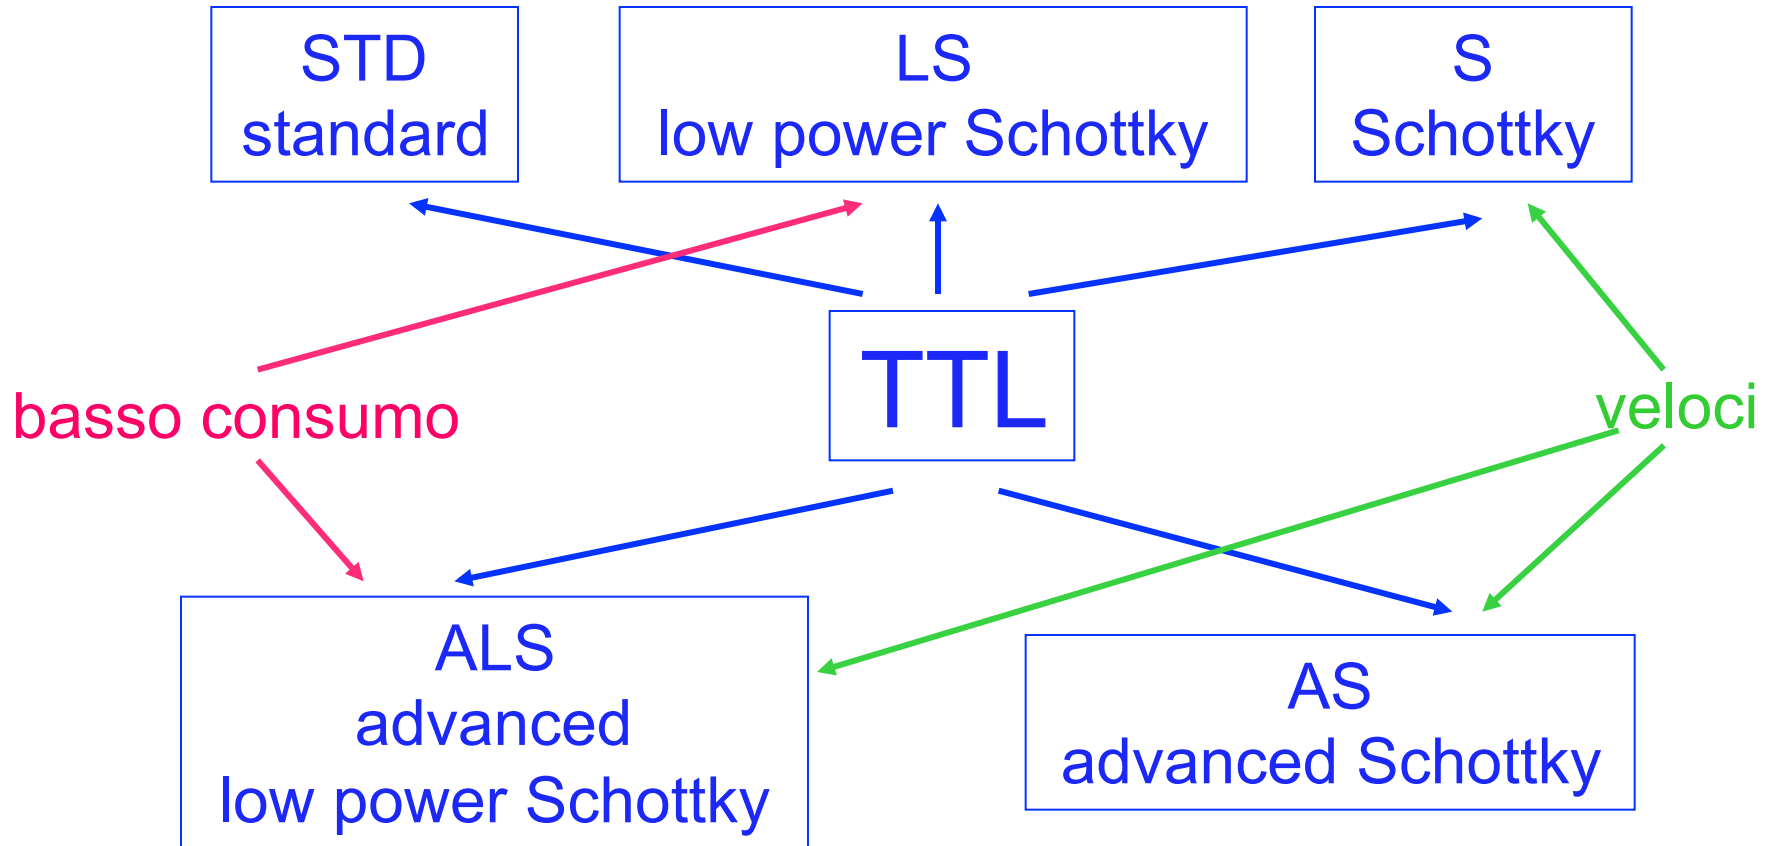 STD
standard
LS
low power Schottky
S
Schottky
TTL
basso consumo
veloci
ALS
advanced
low power Schottky
AS
advanced Schottky